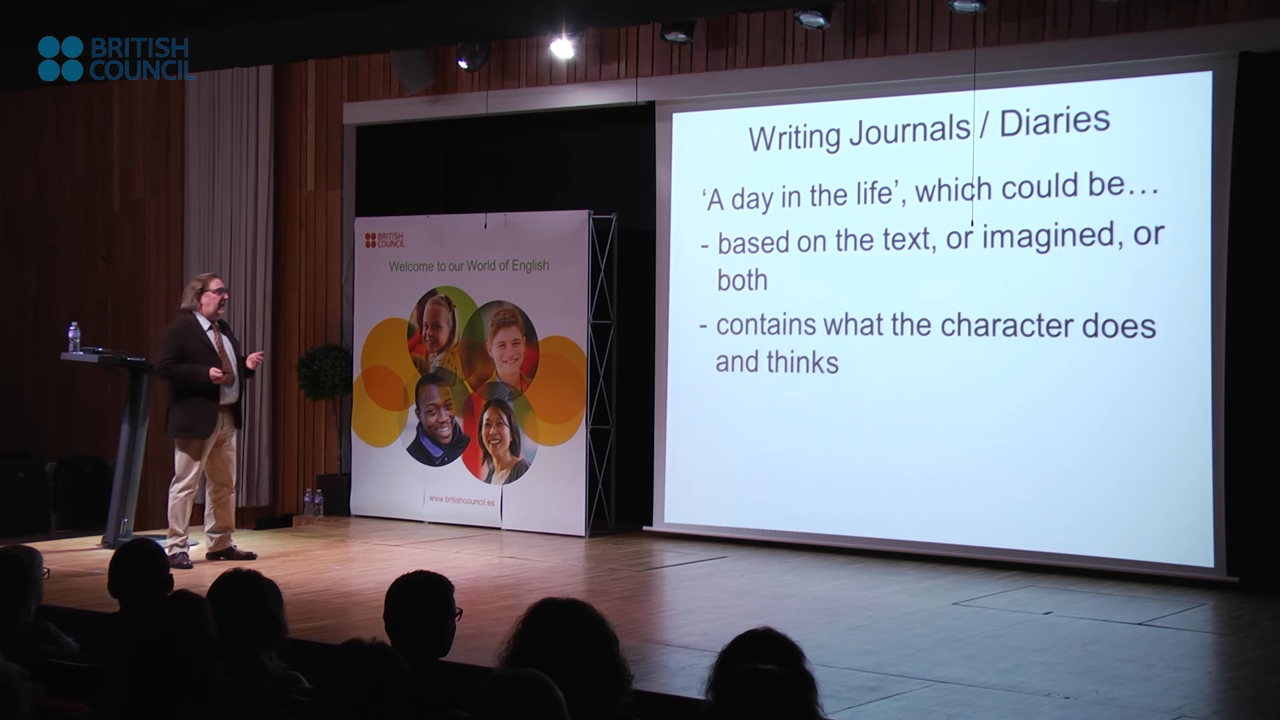 BRITISH
COUNCIL
Writing Journals / Diaries
‘A day in the life’, which could be…
- based on the text, or imagined, or
both
- contains what the character does
and thinks
BRITISH
COUNCIL
Welcome to our World of English
www.britishcouncil.es